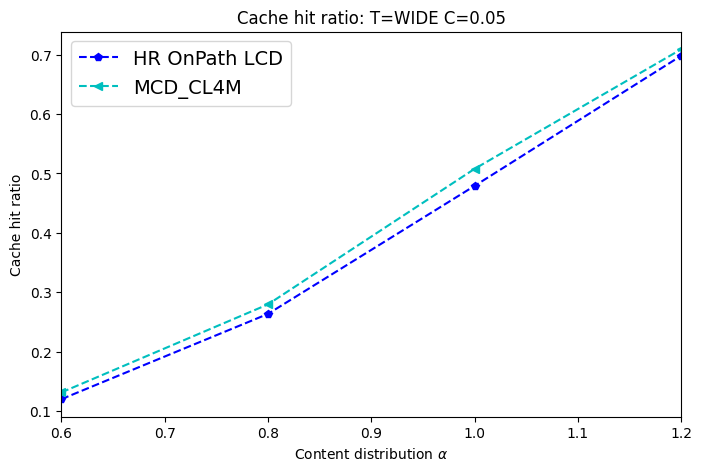 Cache hit ratio: T=WIDE C=0.05
HR OnPath LCD
MCD_CL4M
Cache hit ratio
0.7
0.6
0.5
0.4
0.3
0.2
0.1
0.6 0.7 0.8 0.9 1.0 1.1 1.2
Content distribution α